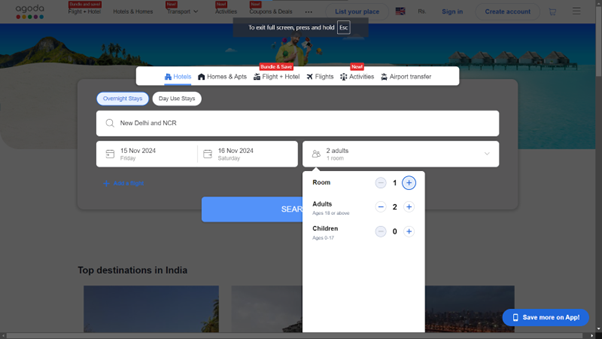 agoda
Bundle and Save
Flight + Hotel
Hotels & Homes
New!
Transport
New!
Activities
New!
Coupons & Deals
•••
List your place
Rs.
Sign in
Create account
To exit full screen, press and hold Esc
Bundle & Save
New!
Hotels
Homes & Apts
Flight + Hotel
Flights
Activities
Airport transfer
Overnight Stays
Day Use Stays
New Delhi and NCR
15 Nov 2024
Friday
16 Nov 2024
Saturday
2 adults
1 room
Room
1
Adults
2
Ages 18 or above
Children
0
Ages 0-17
SEAR
Top destinations in India
Save more on App!